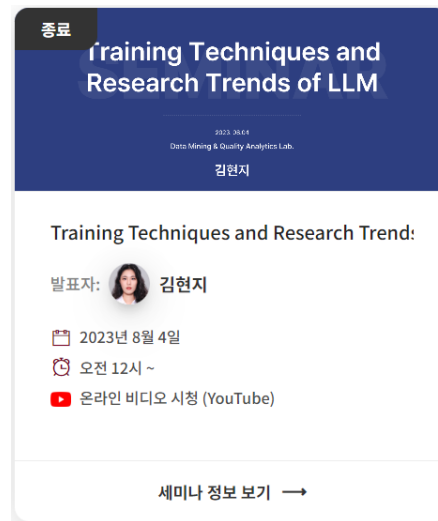 종료
Training Techniques and
Research Trends of LLM
SEMINAR
2023. 08.04
Data Mining & Quality Analytics Lab.
김현지
Training Techniques and Research Trends
발표자: 김현지
2023년 8월 4일
오전 12시 ~
온라인 비디오 시청 (YouTube)
세미나 정보 보기 →